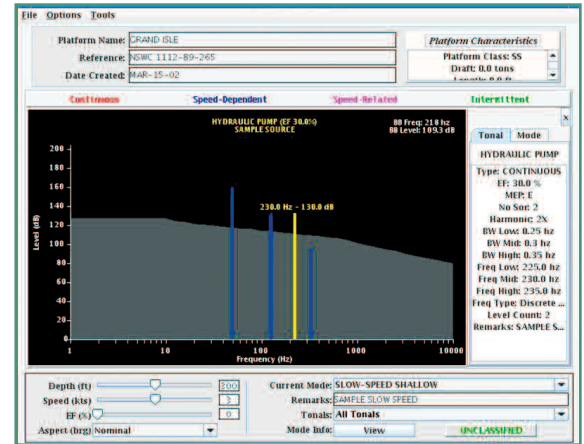 File Options Tools
Platform Name: GRAND ISLE
Reference: NSWC 1112-89-265
Date Created: MAR-15-02
Platform Characteristics
Platform Class: SS
Draft: 0.0 tons
Length: 0.0 ft
Continuous Speed-Dependent Speed-Related Intermittent
HYDRAULIC PUMP (EF 30.0%)
SAMPLE SOURCE
BB Freq: 218 hz
BB Level: 109.3 dB
200
180
160
140
120
100
80
60
40
20
0
Level (dB)
230.0 Hz - 130.0 dB
1 10 100 1000 10000
Frequency (Hz)
x
Tonal Mode
HYDRAULIC PUMP
Type: CONTINUOUS
EF: 30.0 %
MEP: E
No Sor: 2
Harmonic: 2X
BW Low: 0.25 hz
BW Mid: 0.3 hz
BW High: 0.35 hz
Freq Low: 225.0 hz
Freq Mid: 230.0 hz
Freq High: 235.0 hz
Freq Type: Discrete ...
Level Count: 2
Remarks: SAMPLE S...
Depth (ft) 200
Speed (kts) 3
EF (%) 0
Aspect (brg) Nominal
Current Mode: SLOW-SPEED SHALLOW
Remarks: SAMPLE SLOW SPEED
Tonals: All Tonals
Mode Info: View UNCLASSIFIED